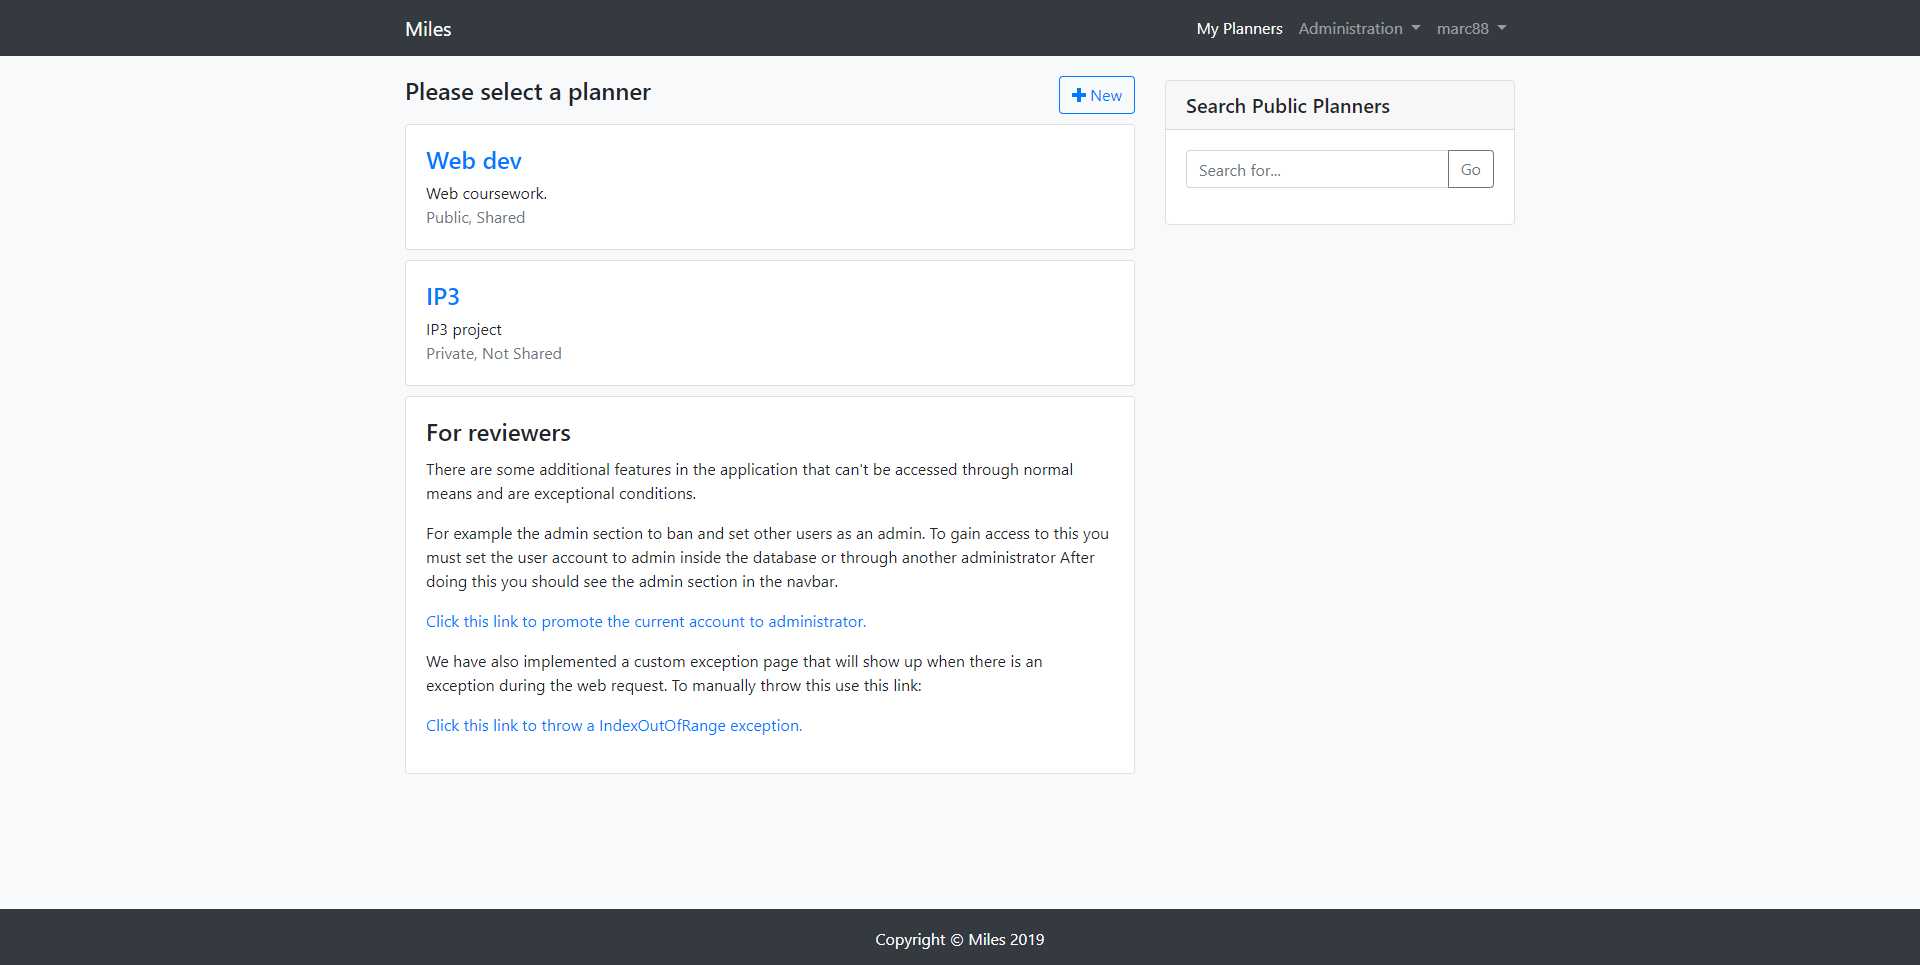 Miles
My Planners
Administration
marc88
Please select a planner
New
Web dev
Web coursework.
Public, Shared
IP3
IP3 project
Private, Not Shared
For reviewers
There are some additional features in the application that can't be accessed through normal
means and are exceptional conditions.
For example the admin section to ban and set other users as an admin. To gain access to this you
must set the user account to admin inside the database or through another administrator After
doing this you should see the admin section in the navbar.
Click this link to promote the current account to administrator.
We have also implemented a custom exception page that will show up when there is an
exception during the web request. To manually throw this use this link:
Click this link to throw a IndexOutOfRange exception.
Search Public Planners
Search for...
Go
Copyright © Miles 2019